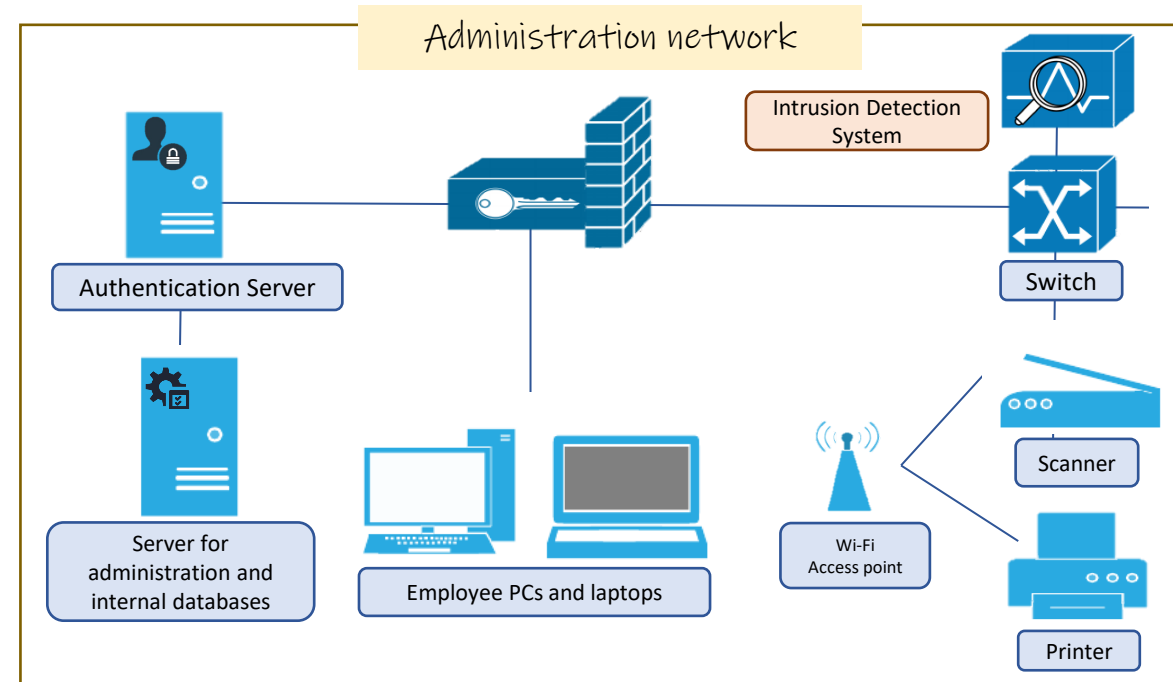 Administration network
Intrusion Detection
System
Authentication Server
Switch
Server for
administration and
internal databases
Employee PCs and laptops
Wi-Fi
Access point
Scanner
Printer